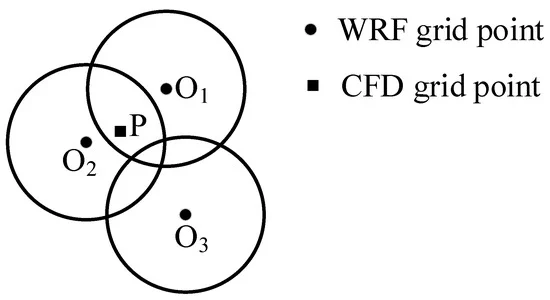 WRF grid point
CFD grid point
O₁
P
O₂
O₃